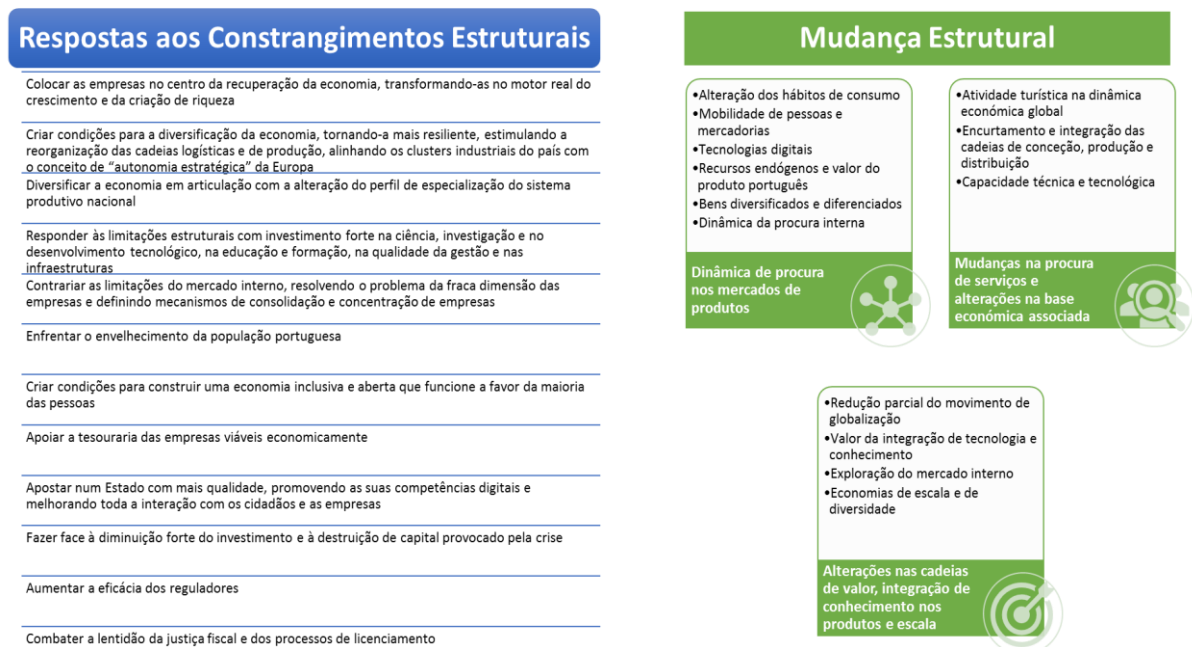 Respostas aos Constrangimentos Estruturais
Colocar as empresas no centro da recuperação da economia, transformando-as no motor real do
crescimento e da criação de riqueza
Criar condições para a diversificação da economia, tornando-a mais resiliente, estimulando a
reorganização das cadeias logísticas e de produção, alinhando os clusters industriais do país com
o conceito de “autonomia estratégica” da Europa
Diversificar a economia em articulação com a alteração do perfil de especialização do sistema
produtivo nacional
Responder às limitações estruturais com investimento forte na ciência, investigação e no
desenvolvimento tecnológico, na educação e formação, na qualidade da gestão e nas
infraestruturas
Contrariar as limitações do mercado interno, resolvendo o problema da fraca dimensão das
empresas e definindo mecanismos de consolidação e concentração de empresas
Enfrentar o envelhecimento da população portuguesa
Criar condições para construir uma economia inclusiva e aberta que funcione a favor da maioria
das pessoas
Apoiar a tesouraria das empresas viáveis economicamente
Apostar num Estado com mais qualidade, promovendo as suas competências digitais e
melhorando toda a interação com os cidadãos e as empresas
Fazer face à diminuição forte do investimento e à destruição de capital provocado pela crise
Aumentar a eficácia dos reguladores
Combater a lentidão da justiça fiscal e dos processos de licenciamento
Mudança Estrutural
•Alteração dos hábitos de consumo
•Mobilidade de pessoas e
mercadorias
•Tecnologias digitais
•Recursos endógenos e valor do
produto português
•Bens diversificados e diferenciados
•Dinâmica da procura interna
Dinâmica de procura
nos mercados de
produtos
•Atividade turística na dinâmica
económica global
•Encurtamento e integração das
cadeias de conceção, produção e
distribuição
•Capacidade técnica e tecnológica
Mudanças na procura
de serviços e
alterações na base
económica associada
•Redução parcial do movimento de
globalização
•Valor da integração de tecnologia e
conhecimento
•Exploração do mercado interno
•Economias de escala e de
diversidade
Alterações nas cadeias
de valor, integração de
conhecimento nos
produtos e escala